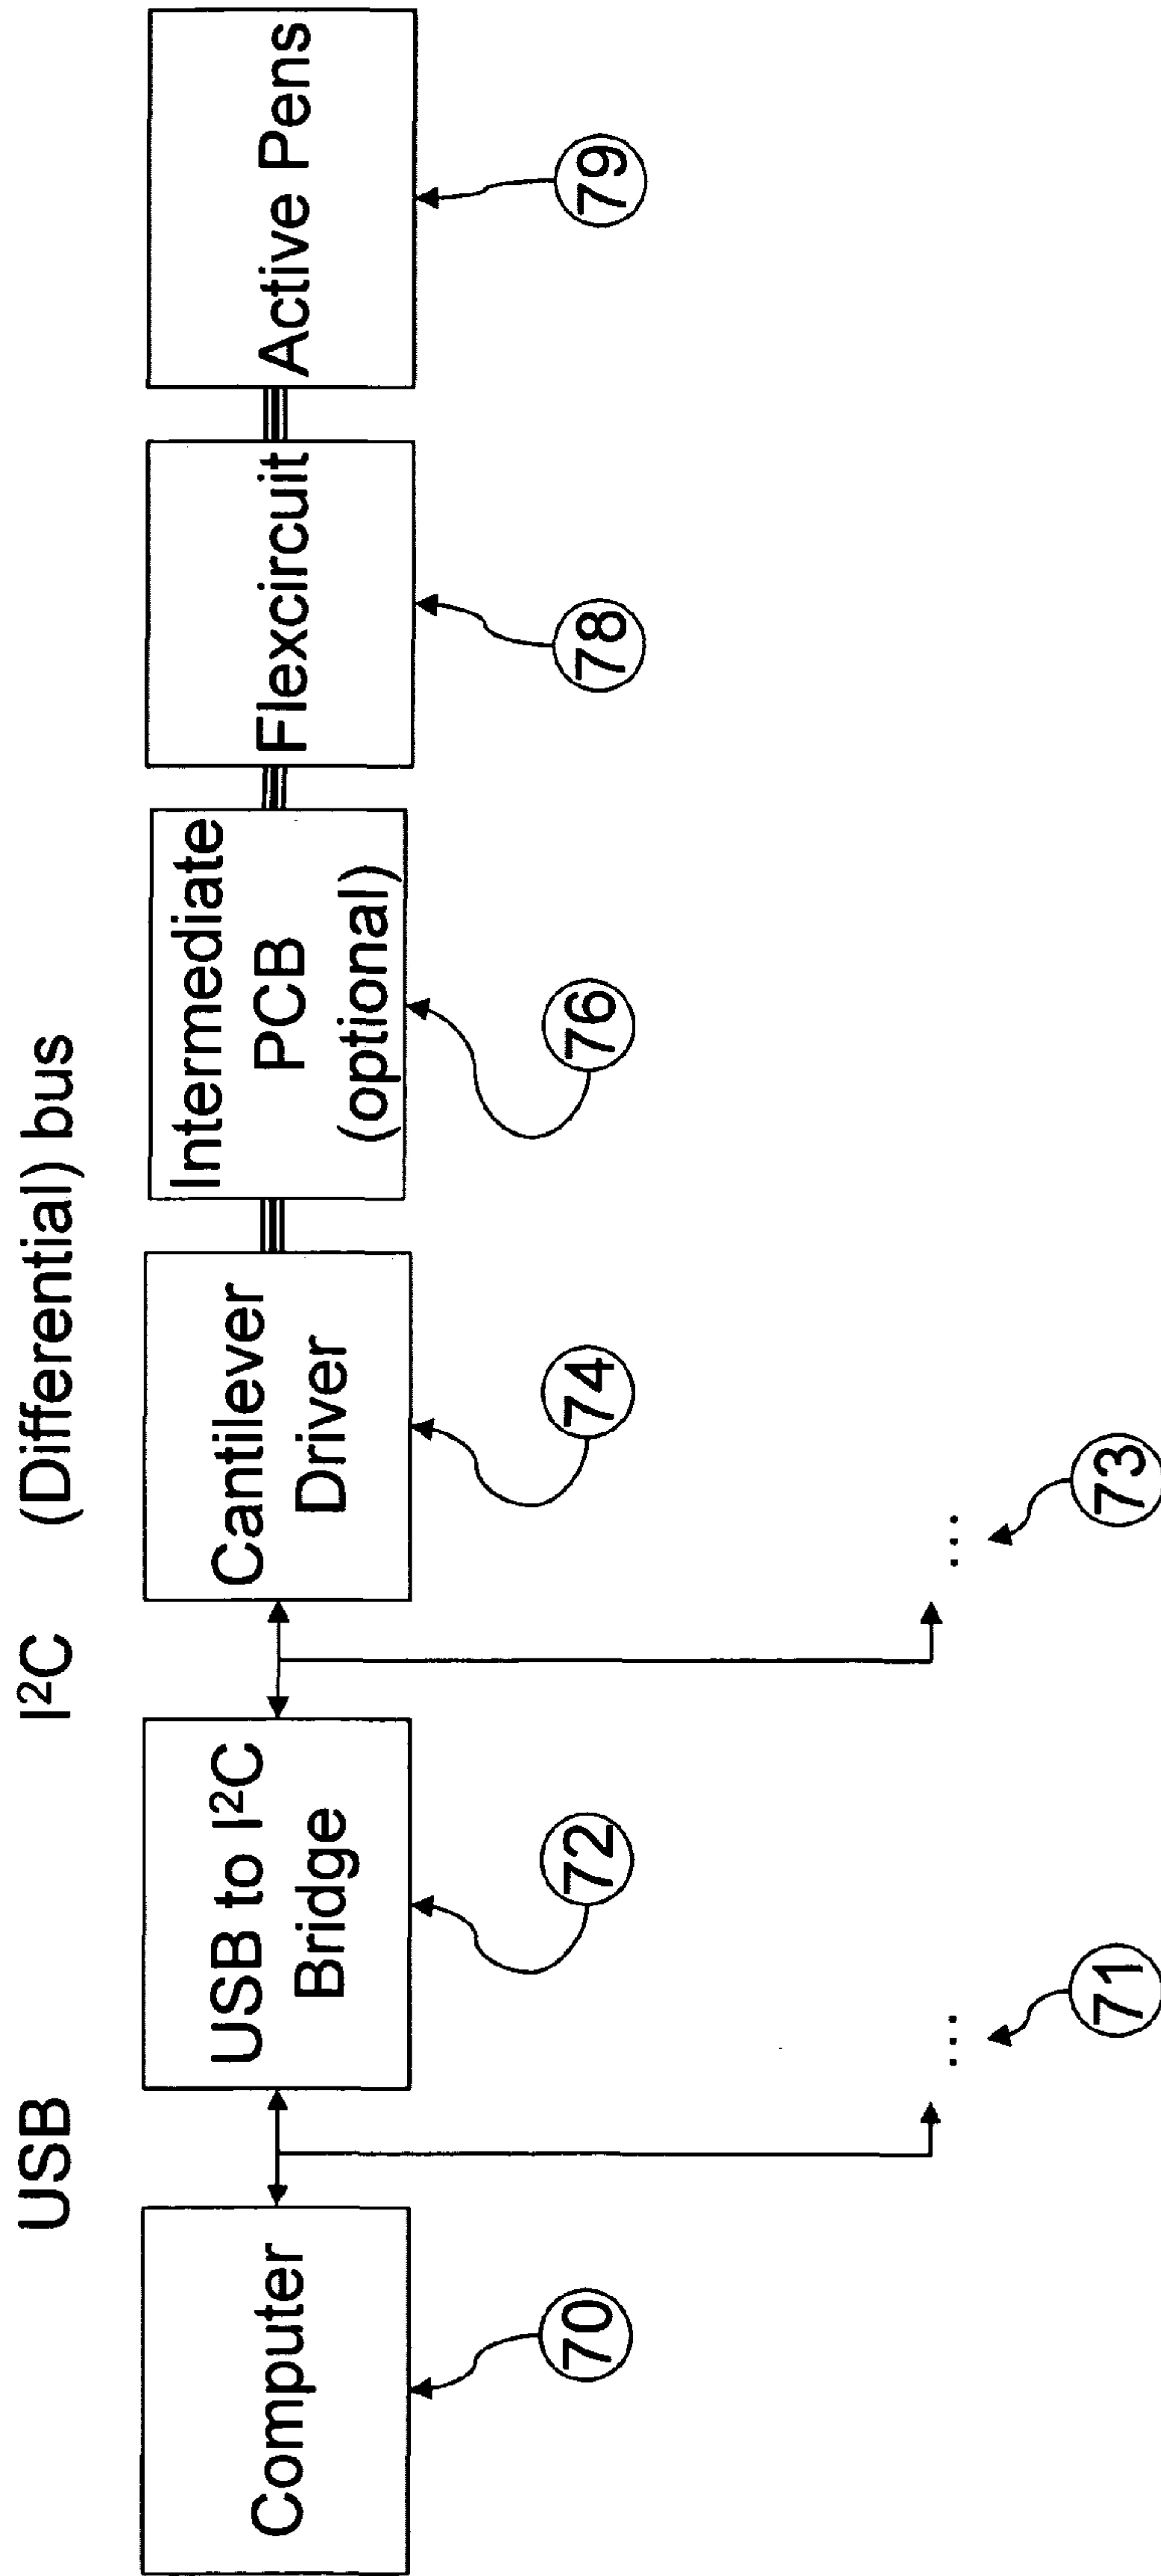 USB
I²C
(Differential) bus
Computer
USB to I²C
Bridge
Cantilever
Driver
Intermediate
PCB
(optional)
Flexcircuit
Active Pens
70
72
74
76
78
79
...
...
71
73